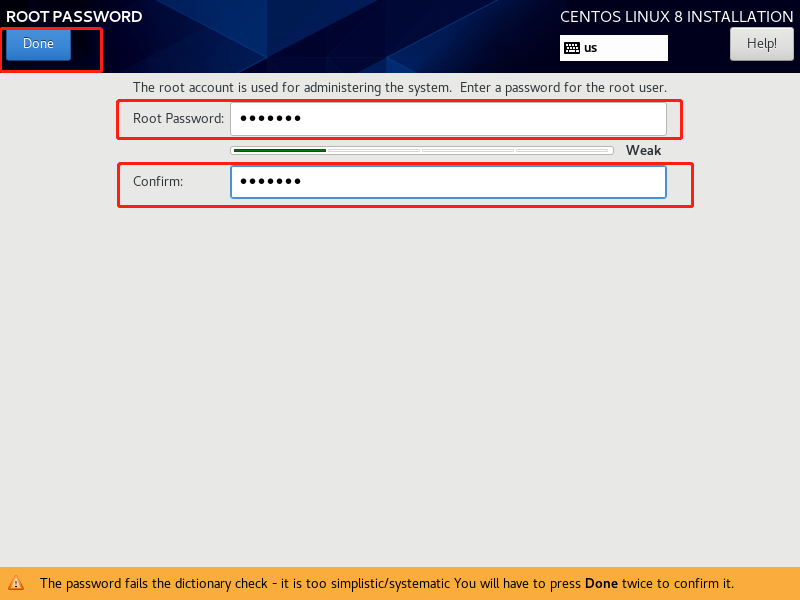 ROOT PASSWORD
CENTOS LINUX 8 INSTALLATION
Done
us
Help!
The root account is used for administering the system.  Enter a password for the root user.
Root Password: •••••••
Weak
Confirm: •••••••
The password fails the dictionary check - it is too simplistic/systematic You will have to press Done twice to confirm it.